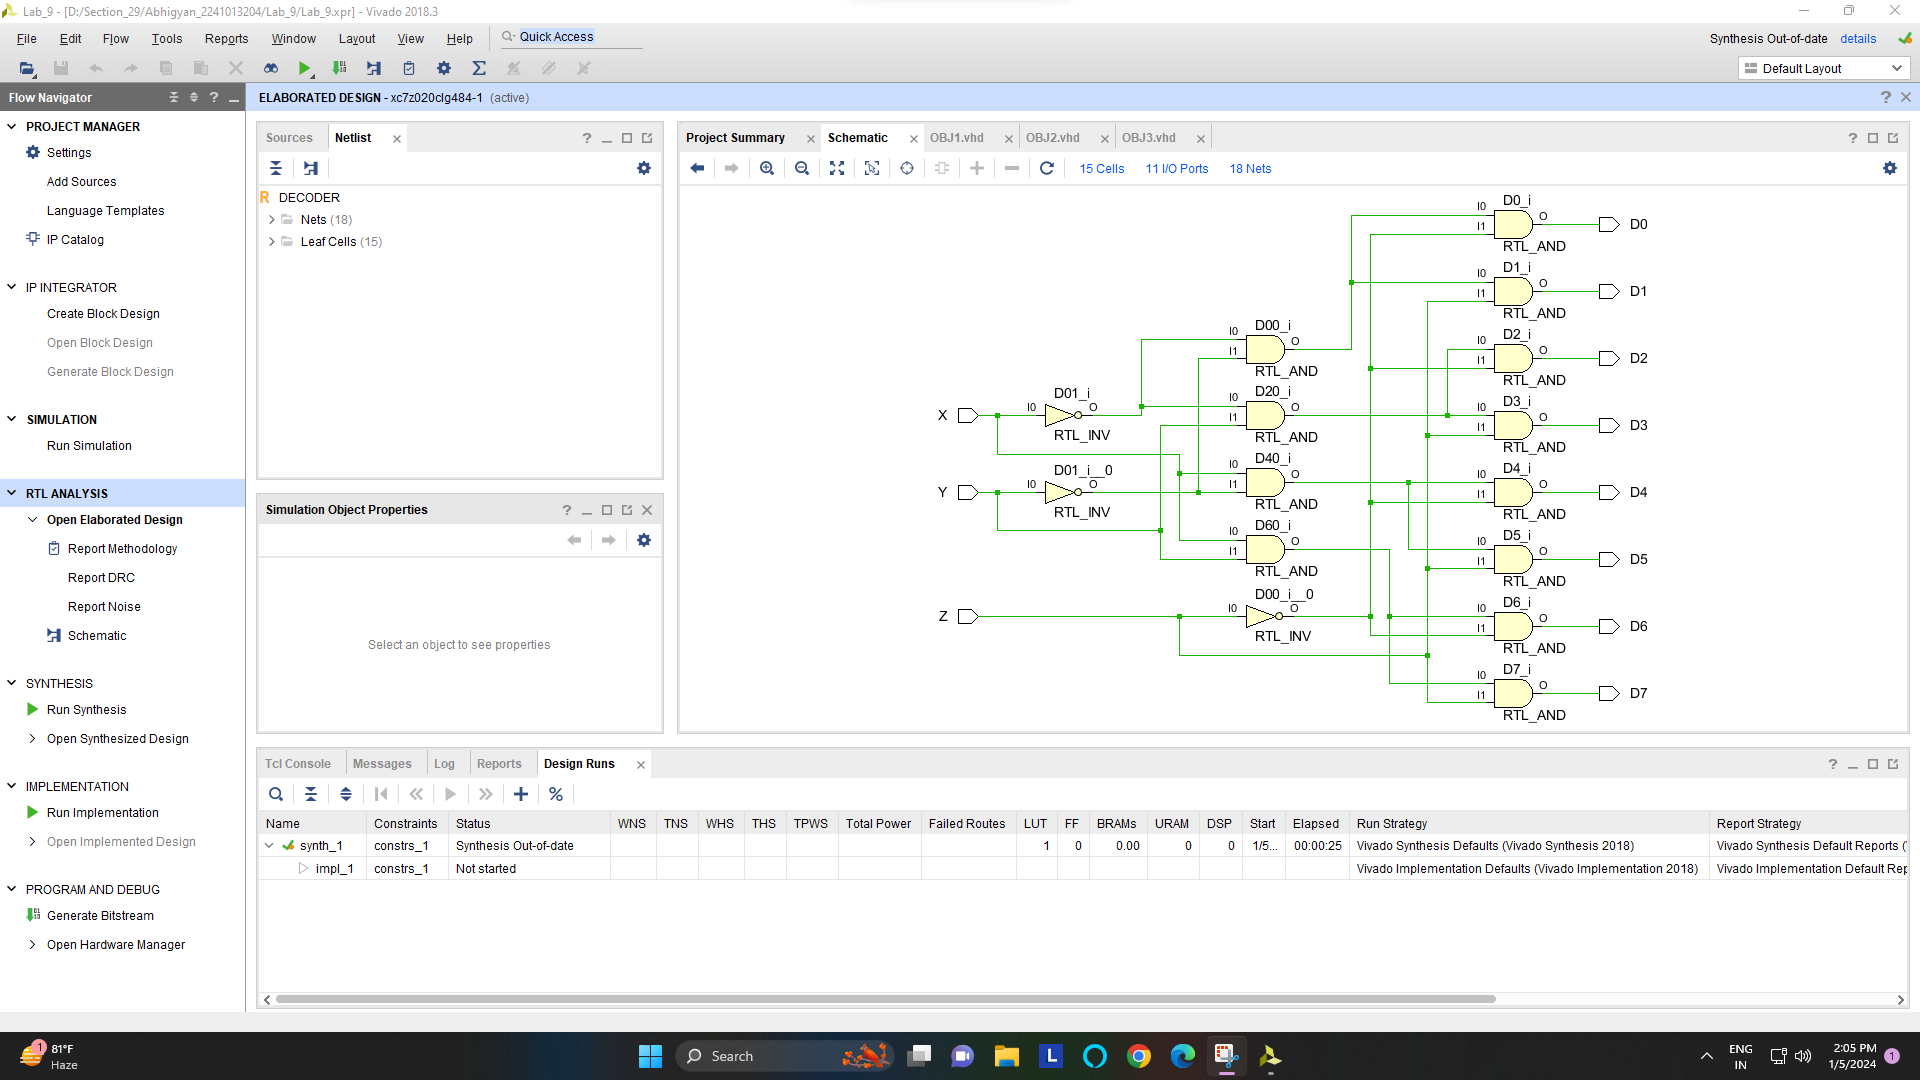 Lab_9 - [D:/Section_29/Abhigyan_2241013204/Lab_9/Lab_9.xpr] - Vivado 2018.3
File Edit Flow Tools Reports Window Layout View Help Quick Access
Synthesis Out-of-date details
Default Layout
Flow Navigator
ELABORATED DESIGN - xc7z020clg484-1 (active)
PROJECT MANAGER
Settings
Add Sources
Language Templates
IP Catalog
IP INTEGRATOR
Create Block Design
Open Block Design
Generate Block Design
SIMULATION
Run Simulation
RTL ANALYSIS
Open Elaborated Design
Report Methodology
Report DRC
Report Noise
Schematic
SYNTHESIS
Run Synthesis
Open Synthesized Design
IMPLEMENTATION
Run Implementation
Open Implemented Design
PROGRAM AND DEBUG
Generate Bitstream
Open Hardware Manager
Sources Netlist
R DECODER
Nets (18)
Leaf Cells (15)
Simulation Object Properties
Select an object to see properties
Project Summary Schematic OBJ1.vhd OBJ2.vhd OBJ3.vhd
15 Cells 11 I/O Ports 18 Nets
X
Y
Z
D01_i
I0 O
RTL_INV
D01_i__0
I0 O
RTL_INV
D00_i
I0 O
I1
RTL_AND
D20_i
I0 O
I1
RTL_AND
D40_i
I0 O
I1
RTL_AND
D60_i
I0 O
I1
RTL_AND
D00_i__0
I0 O
RTL_INV
D0_i
I0 O D0
I1
RTL_AND
D1_i
I0 O D1
I1
RTL_AND
D2_i
I0 O D2
I1
RTL_AND
D3_i
I0 O D3
I1
RTL_AND
D4_i
I0 O D4
I1
RTL_AND
D5_i
I0 O D5
I1
RTL_AND
D6_i
I0 O D6
I1
RTL_AND
D7_i
I0 O D7
I1
RTL_AND
Tcl Console Messages Log Reports Design Runs
Name Constraints Status WNS TNS WHS THS TPWS Total Power Failed Routes LUT FF BRAMs URAM DSP Start Elapsed Run Strategy Report Strategy
synth_1 constrs_1 Synthesis Out-of-date 1 0 0.00 0 0 1/5... 00:00:25 Vivado Synthesis Defaults (Vivado Synthesis 2018) Vivado Synthesis Default Reports (
impl_1 constrs_1 Not started Vivado Implementation Defaults (Vivado Implementation 2018) Vivado Implementation Default Rep
1
81°F
Haze
Search
L
ENG
IN
2:05 PM
1/5/2024
1